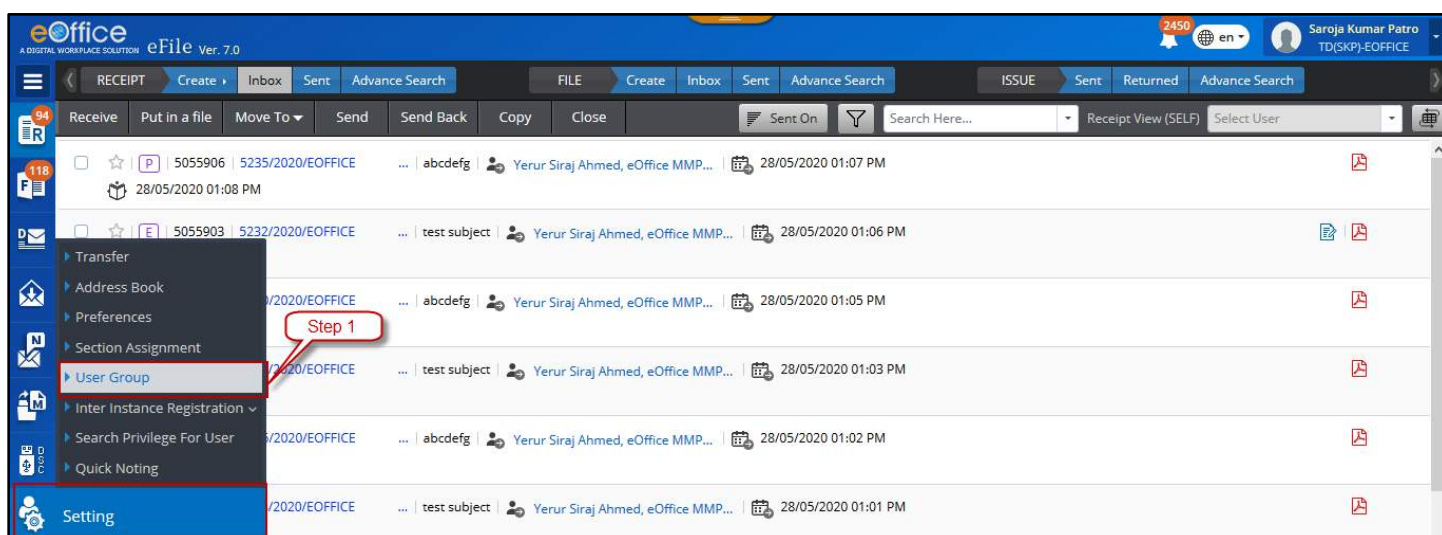 eOffice
A DIGITAL WORKPLACE SOLUTION eFile Ver. 7.0
2450 en Saroja Kumar Patro
TD(SKP)-EOFFICE
RECEIPT Create Inbox Sent Advance Search FILE Create Inbox Sent Advance Search ISSUE Sent Returned Advance Search
94 R Receive Put in a file Move To Send Send Back Copy Close Sent On Search Here... Receipt View (SELF) Select User
P 5055906 5235/2020/EOFFICE ... abcdefg Yerur Siraj Ahmed, eOffice MMP... 28/05/2020 01:07 PM
118 F 28/05/2020 01:08 PM
D E 5055903 5232/2020/EOFFICE ... test subject Yerur Siraj Ahmed, eOffice MMP... 28/05/2020 01:06 PM
Transfer
Address Book
/2020/EOFFICE ... abcdefg Yerur Siraj Ahmed, eOffice MMP... 28/05/2020 01:05 PM
Preferences
Step 1
N Section Assignment
User Group
/2020/EOFFICE ... test subject Yerur Siraj Ahmed, eOffice MMP... 28/05/2020 01:03 PM
M Inter Instance Registration
Search Privilege For User
/2020/EOFFICE ... abcdefg Yerur Siraj Ahmed, eOffice MMP... 28/05/2020 01:02 PM
DSC Quick Noting
Setting
/2020/EOFFICE ... test subject Yerur Siraj Ahmed, eOffice MMP... 28/05/2020 01:01 PM